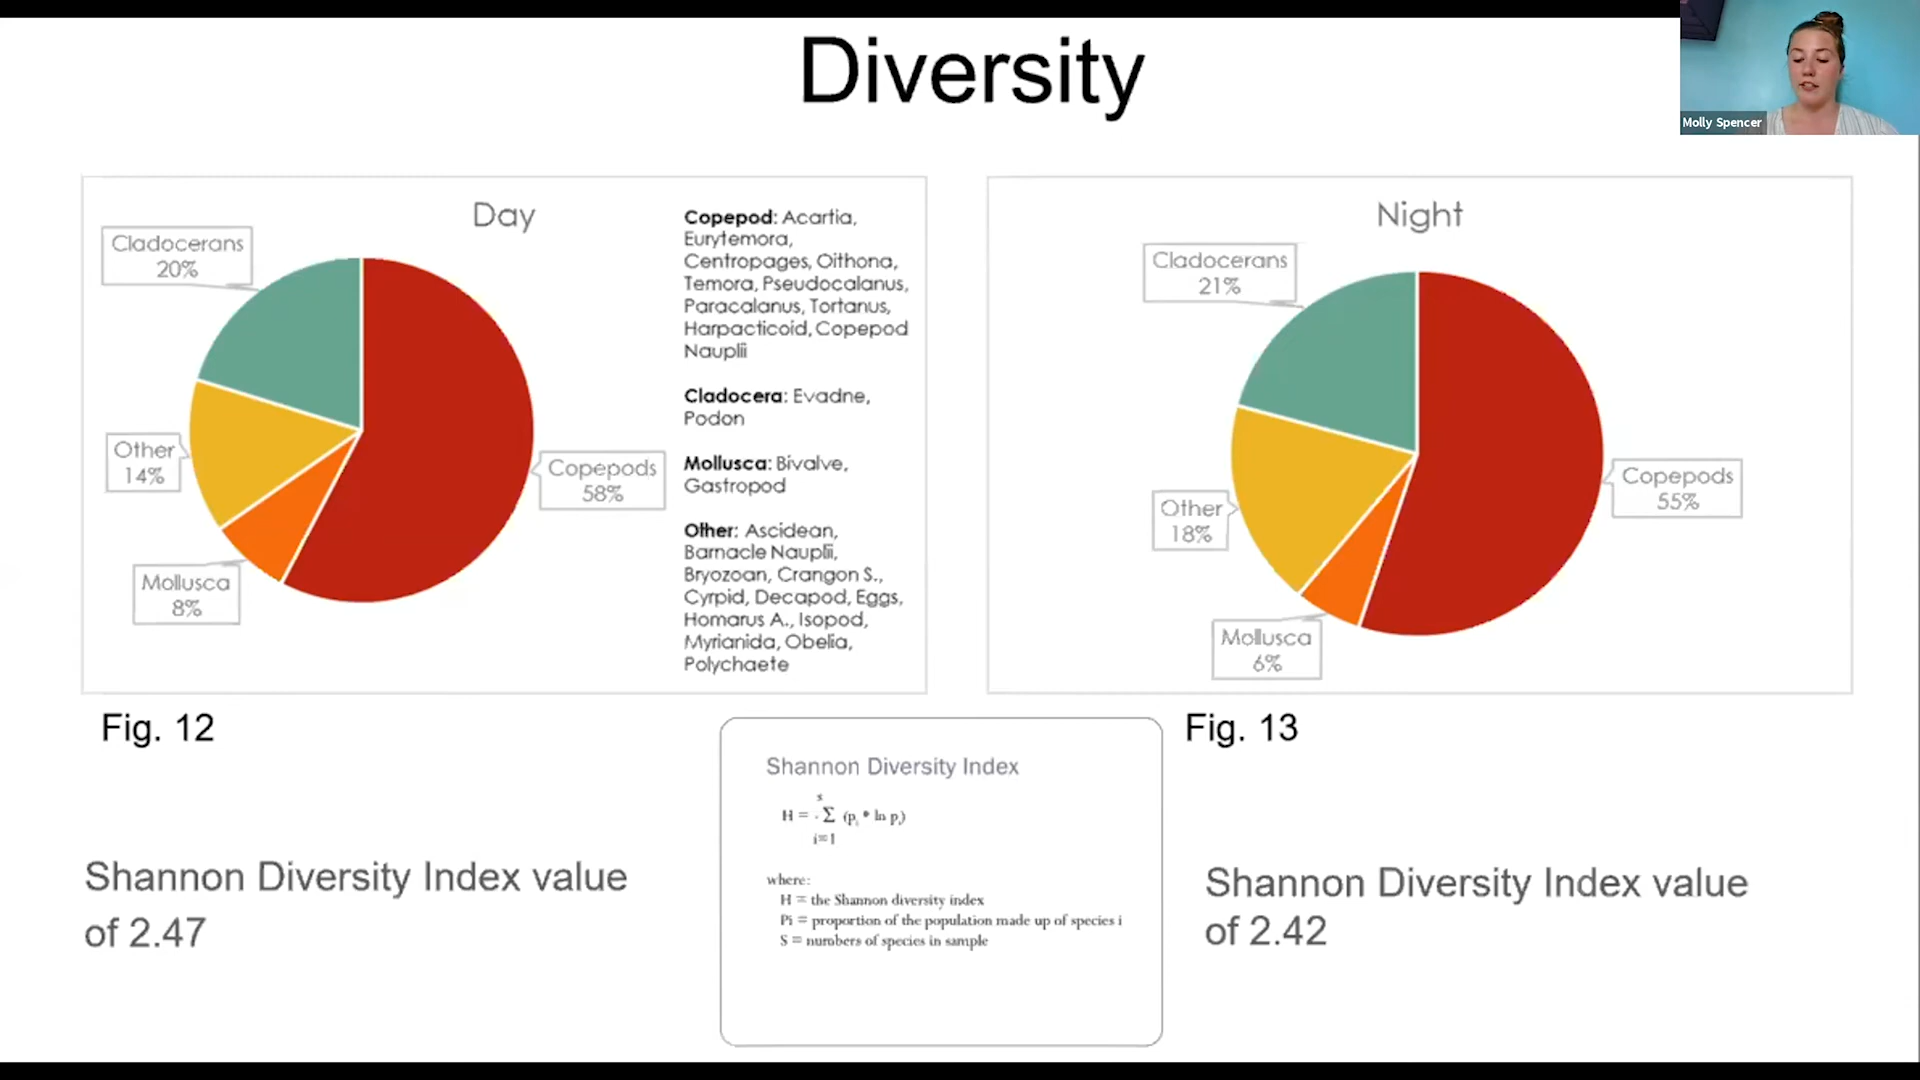 Diversity
Molly Spencer
Day
Cladocerans
20%
Other
14%
Mollusca
8%
Copepods
58%
Copepod: Acartia,
Eurytemora,
Centropages, Oithona,
Temora, Pseudocalanus,
Paracalanus, Tortanus,
Harpacticoid, Copepod
Nauplii
Cladocera: Evadne,
Podon
Mollusca: Bivalve,
Gastropod
Other: Ascidean,
Barnacle Nauplii,
Bryozoan, Crangon S.,
Cyrpid, Decapod, Eggs,
Homarus A., Isopod,
Myrianida, Obelia,
Polychaete
Night
Cladocerans
21%
Other
18%
Mollusca
6%
Copepods
55%
Fig. 12
Fig. 13
Shannon Diversity Index value
of 2.47
Shannon Diversity Index
s
H = - Σ (pi * ln pi)
i=1
where:
H = the Shannon diversity index
Pi = proportion of the population made up of species i
S = numbers of species in sample
Shannon Diversity Index value
of 2.42